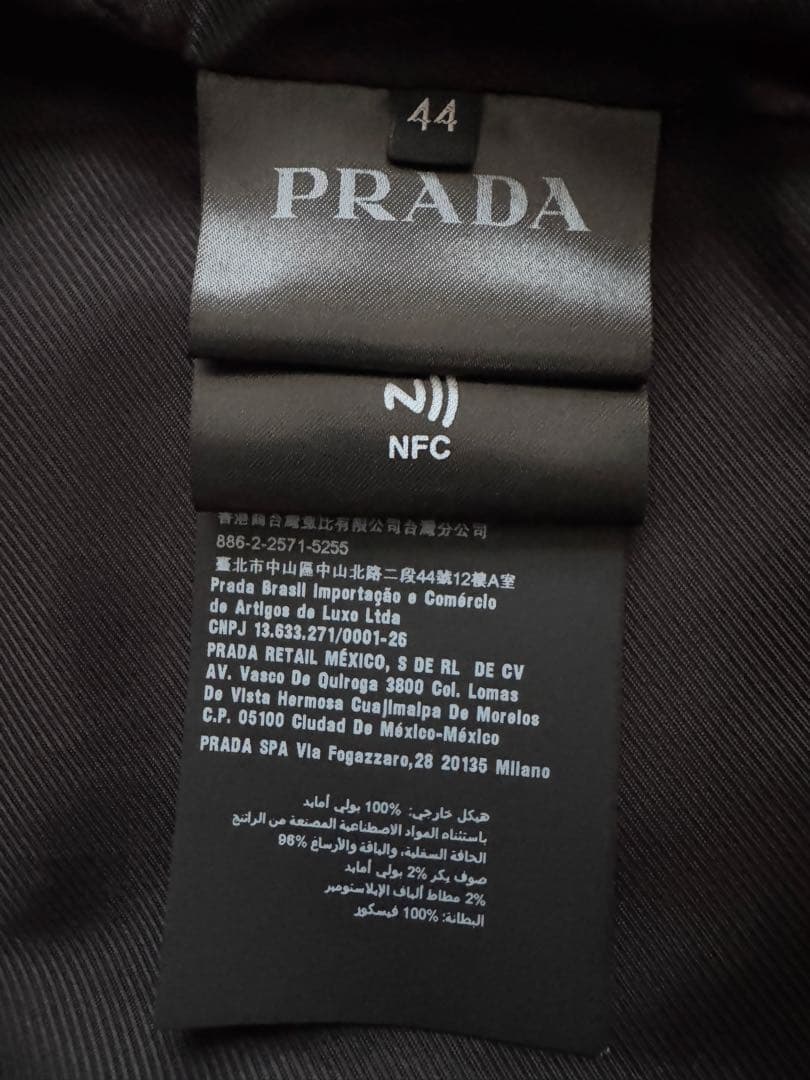 44
PRADA
NFC
香港商台灣普比有限公司台灣分公司
886-2-2571-5255
臺北市中山區中山北路二段44號12樓A室
Prada Brasil Importação e Comércio
de Artigos de Luxo Ltda
CNPJ 13.633.271/0001-26
PRADA RETAIL MÉXICO, S DE RL DE CV
AV. Vasco De Quiroga 3800 Col. Lomas
De Vista Hermosa Cuajimalpa De Morelos
C.P. 05100 Ciudad De México-México
PRADA SPA Via Fogazzaro,28 20135 Milano
هيكل خارجي: %100 بولي أمايد
باستثناء المواد الاصطناعية المصنعة من الراتنج
الحافة السفلية، والياقة والأرساغ %96
صوف بكر %2 بولي أمايد
%2 مطاط ألياف الإيلاستومير
البطانة: %100 فيسكوز